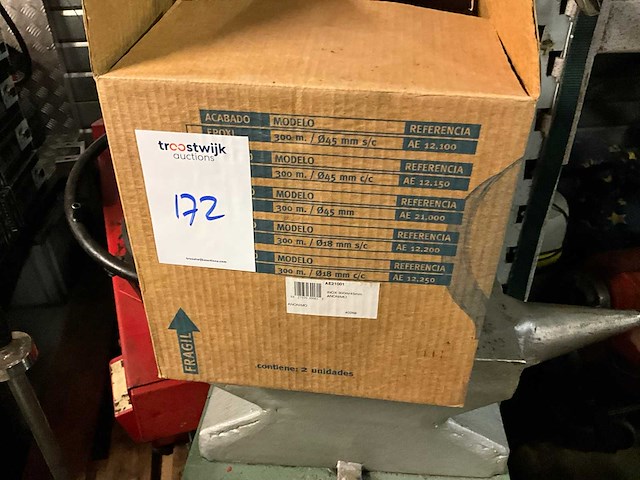 ACABADO MODELO REFERENCIA
EPOXI 300 m. / Ø45 mm s/c AE 12.100
MODELO REFERENCIA
300 m. / Ø45 mm c/c AE 12.150
MODELO REFERENCIA
300 m. / Ø45 mm AE 21.000
MODELO REFERENCIA
300 m. / Ø18 mm s/c AE 12,200
MODELO REFERENCIA
300 m. / Ø18 mm c/c AE 12,250
troostwijk
auctions
172
AE21001
FRAGIL
contiene: 2 unidades